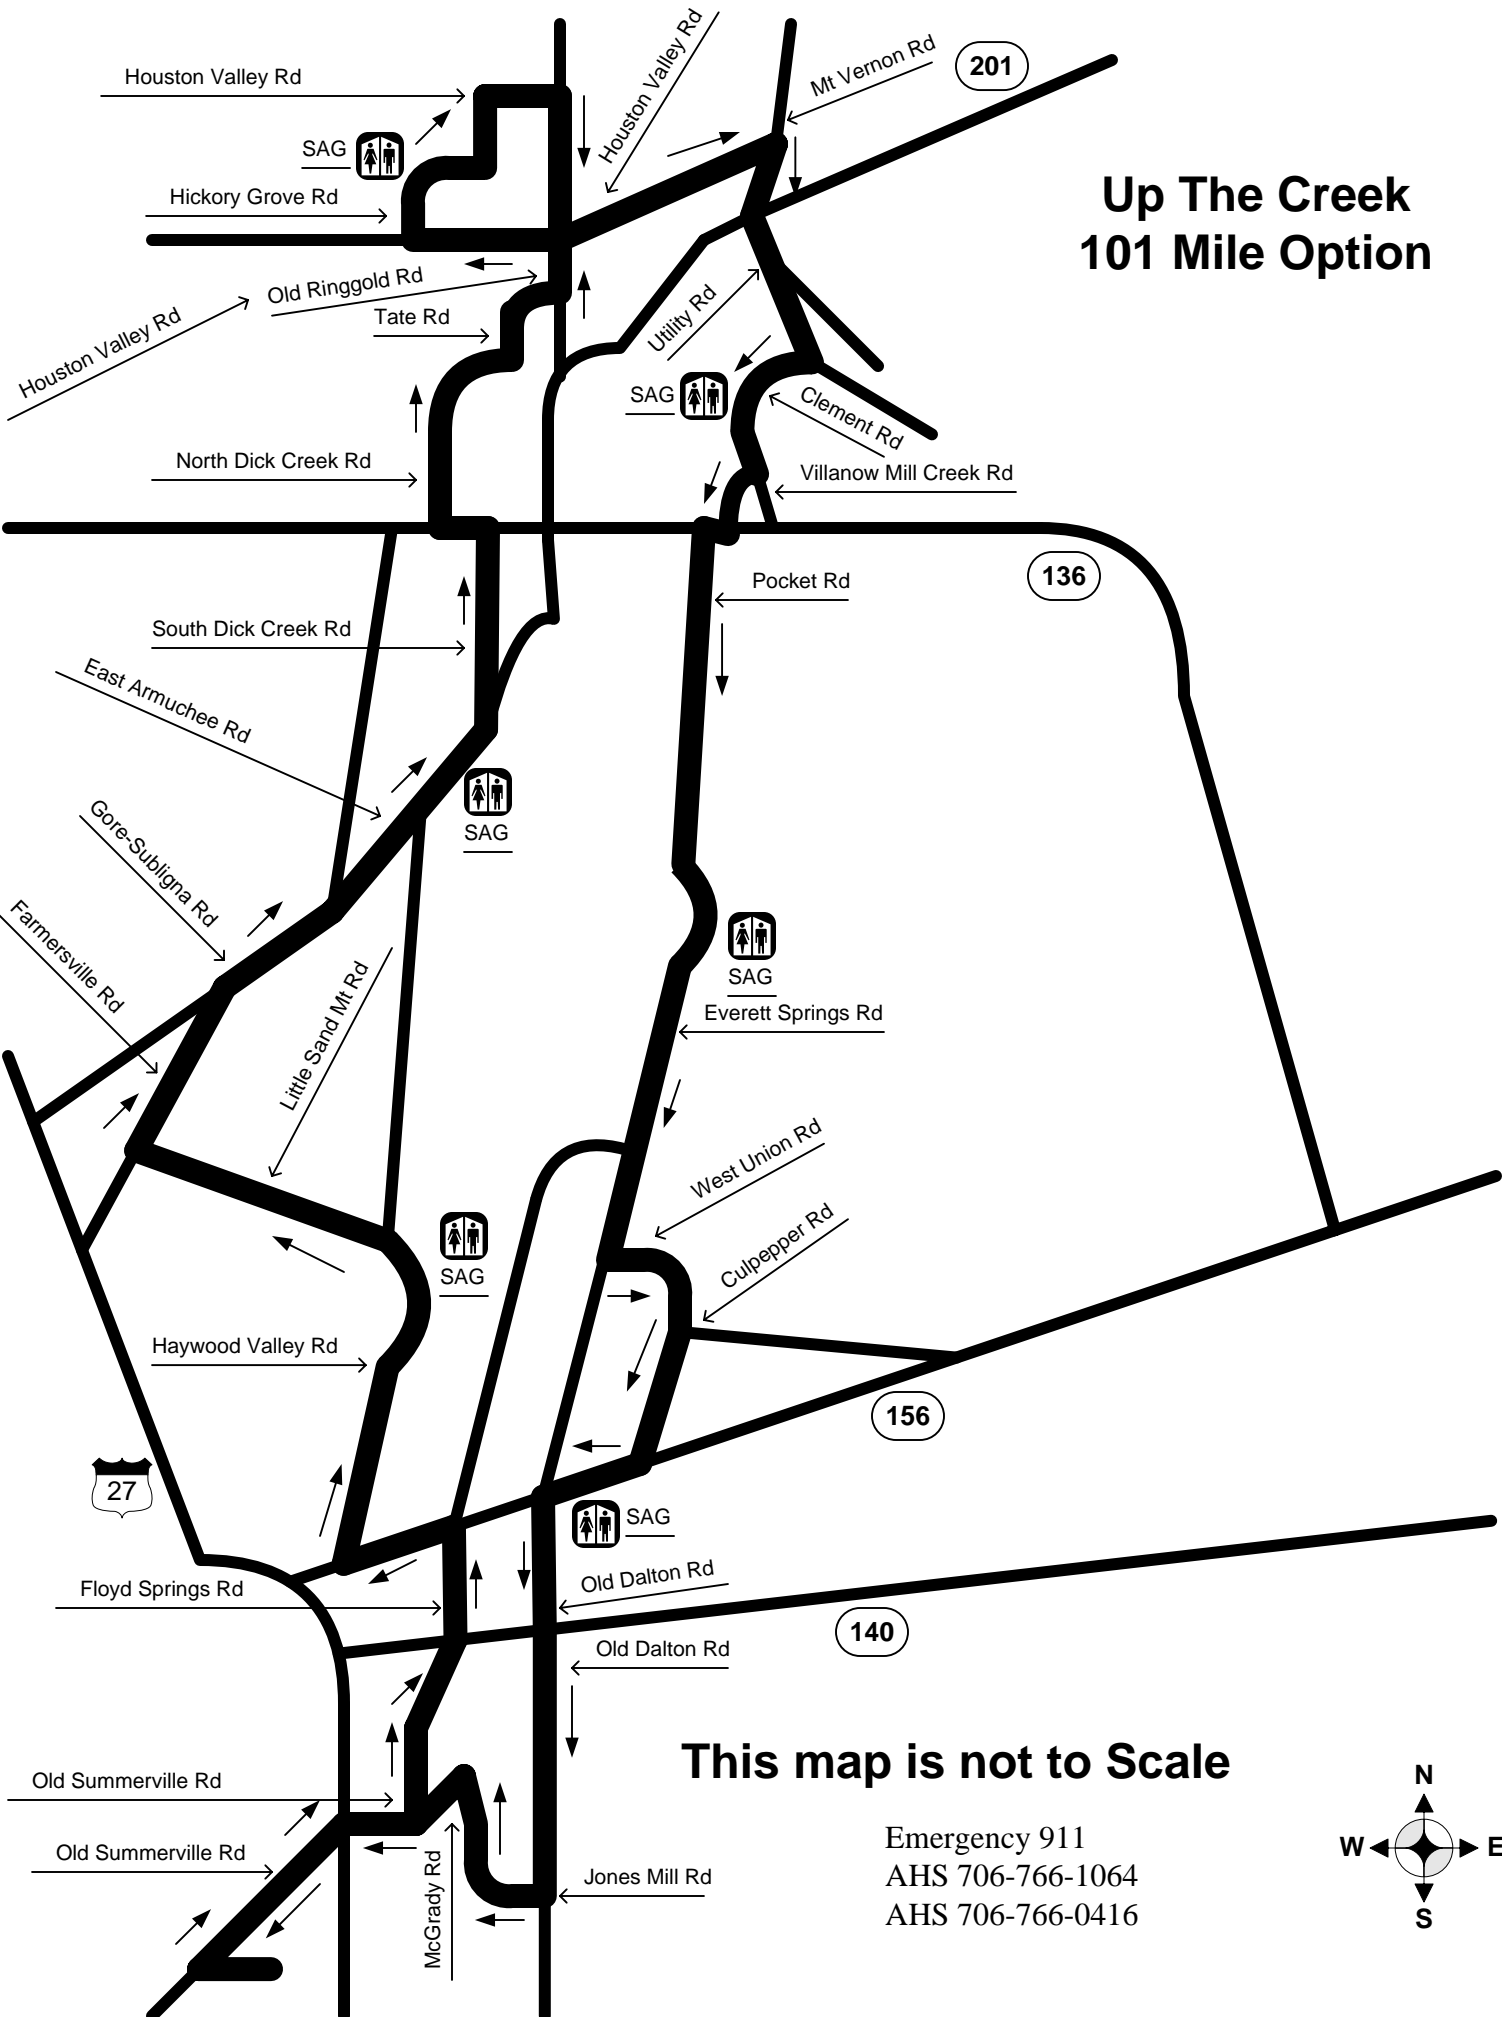 Houston Valley Rd
Houston Valley Rd
Mt Vernon Rd
201
SAG
Hickory Grove Rd
Up The Creek
101 Mile Option
Old Ringgold Rd
Tate Rd
Houston Valley Rd
Utility Rd
SAG
Clement Rd
North Dick Creek Rd
Villanow Mill Creek Rd
136
Pocket Rd
South Dick Creek Rd
East Armuchee Rd
SAG
Gore-Subligna Rd
Farmersville Rd
Little Sand Mt Rd
SAG
Everett Springs Rd
West Union Rd
Culpepper Rd
SAG
Haywood Valley Rd
156
27
SAG
Floyd Springs Rd
Old Dalton Rd
140
Old Dalton Rd
This map is not to Scale
Old Summerville Rd
Old Summerville Rd
McGrady Rd
Jones Mill Rd
Emergency 911
AHS 706-766-1064
AHS 706-766-0416
N
W
E
S